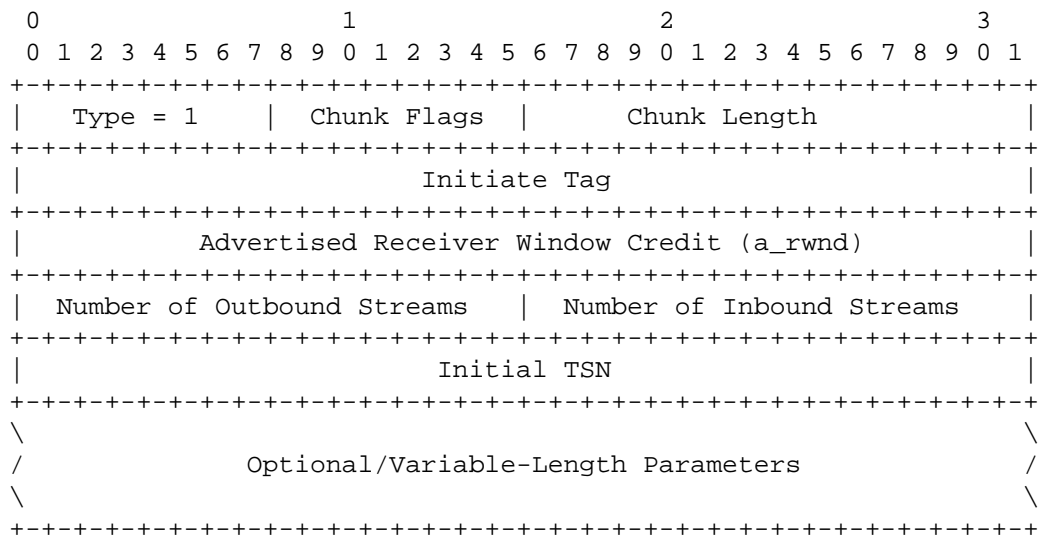 0                   1                   2                   3
 0 1 2 3 4 5 6 7 8 9 0 1 2 3 4 5 6 7 8 9 0 1 2 3 4 5 6 7 8 9 0 1
+-+-+-+-+-+-+-+-+-+-+-+-+-+-+-+-+-+-+-+-+-+-+-+-+-+-+-+-+-+-+-+-+
|   Type = 1    |  Chunk Flags  |      Chunk Length             |
+-+-+-+-+-+-+-+-+-+-+-+-+-+-+-+-+-+-+-+-+-+-+-+-+-+-+-+-+-+-+-+-+
|                         Initiate Tag                          |
+-+-+-+-+-+-+-+-+-+-+-+-+-+-+-+-+-+-+-+-+-+-+-+-+-+-+-+-+-+-+-+-+
|           Advertised Receiver Window Credit (a_rwnd)          |
+-+-+-+-+-+-+-+-+-+-+-+-+-+-+-+-+-+-+-+-+-+-+-+-+-+-+-+-+-+-+-+-+
|  Number of Outbound Streams   |  Number of Inbound Streams    |
+-+-+-+-+-+-+-+-+-+-+-+-+-+-+-+-+-+-+-+-+-+-+-+-+-+-+-+-+-+-+-+-+
|                          Initial TSN                          |
+-+-+-+-+-+-+-+-+-+-+-+-+-+-+-+-+-+-+-+-+-+-+-+-+-+-+-+-+-+-+-+-+
\                                                               \
/              Optional/Variable-Length Parameters              /
\                                                               \
+-+-+-+-+-+-+-+-+-+-+-+-+-+-+-+-+-+-+-+-+-+-+-+-+-+-+-+-+-+-+-+-+